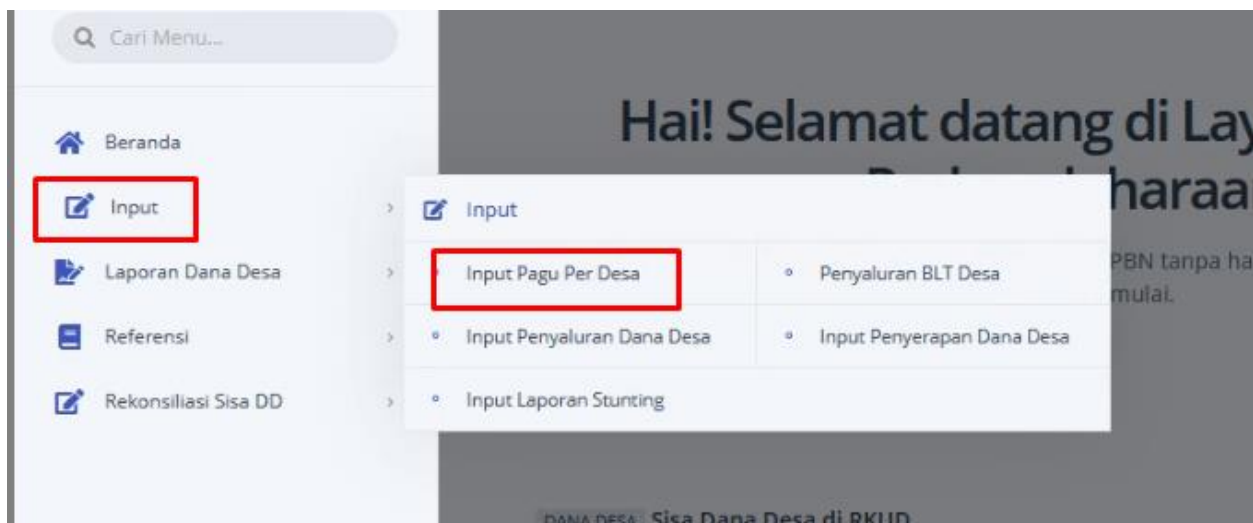 Cari Menu...
Hai! Selamat datang di Lay
haraa
Beranda
Input
Input
Laporan Dana Desa
Input Pagu Per Desa
Penyaluran BLT Desa
PBN tanpa ha
mulai.
Referensi
Input Penyaluran Dana Desa
Input Penyerapan Dana Desa
Rekonsiliasi Sisa DD
Input Laporan Stunting
DANA DESA Sisa Dana Desa di RKUD